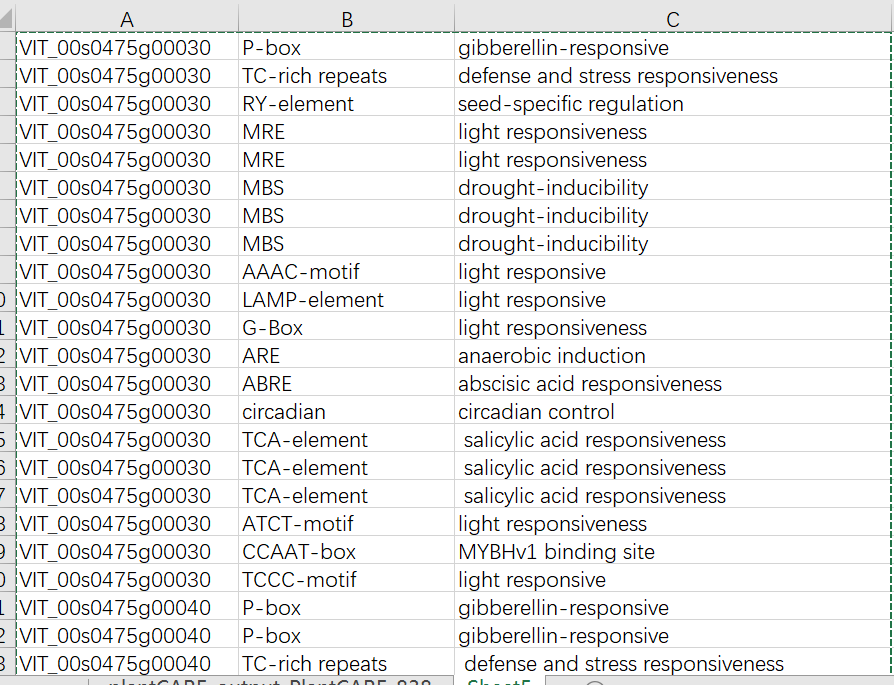 A B C
VIT_00s0475g00030 P-box gibberellin-responsive
VIT_00s0475g00030 TC-rich repeats defense and stress responsiveness
VIT_00s0475g00030 RY-element seed-specific regulation
VIT_00s0475g00030 MRE light responsiveness
VIT_00s0475g00030 MRE light responsiveness
VIT_00s0475g00030 MBS drought-inducibility
VIT_00s0475g00030 MBS drought-inducibility
VIT_00s0475g00030 MBS drought-inducibility
VIT_00s0475g00030 AAAC-motif light responsive
0 VIT_00s0475g00030 LAMP-element light responsive
1 VIT_00s0475g00030 G-Box light responsiveness
2 VIT_00s0475g00030 ARE anaerobic induction
3 VIT_00s0475g00030 ABRE abscisic acid responsiveness
4 VIT_00s0475g00030 circadian circadian control
5 VIT_00s0475g00030 TCA-element salicylic acid responsiveness
6 VIT_00s0475g00030 TCA-element salicylic acid responsiveness
7 VIT_00s0475g00030 TCA-element salicylic acid responsiveness
8 VIT_00s0475g00030 ATCT-motif light responsiveness
9 VIT_00s0475g00030 CCAAT-box MYBHv1 binding site
0 VIT_00s0475g00030 TCCC-motif light responsive
1 VIT_00s0475g00040 P-box gibberellin-responsive
2 VIT_00s0475g00040 P-box gibberellin-responsive
3 VIT_00s0475g00040 TC-rich repeats defense and stress responsiveness